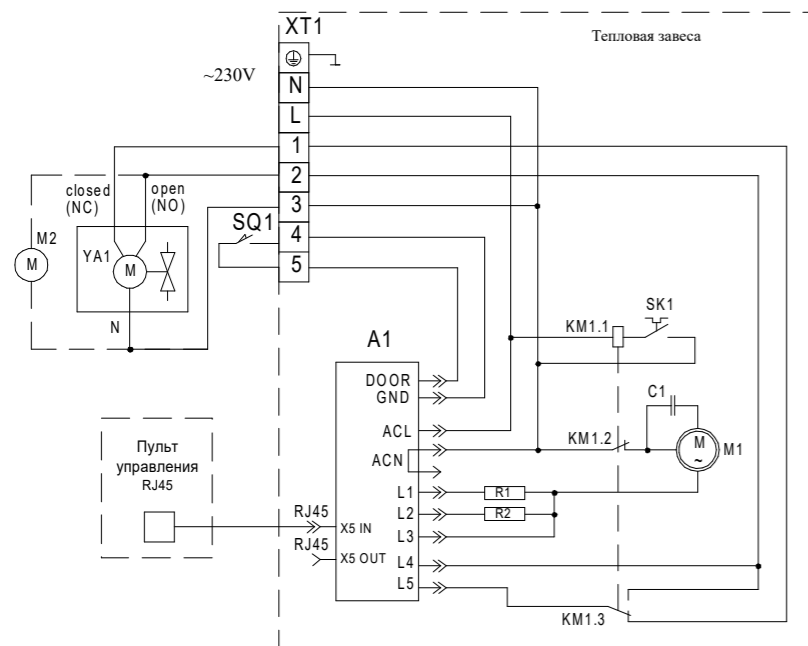 XT1
Тепловая завеса
~230V
N
L
1
2
3
4
5
closed
(NC)
open
(NO)
SQ1
M2
M
YA1
M
N
A1
DOOR
GND
ACL
ACN
L1
L2
L3
L4
L5
X5 IN
X5 OUT
RJ45
RJ45
Пульт
управления
RJ45
KM1.1
SK1
C1
KM1.2
M
~
M1
R1
R2
KM1.3